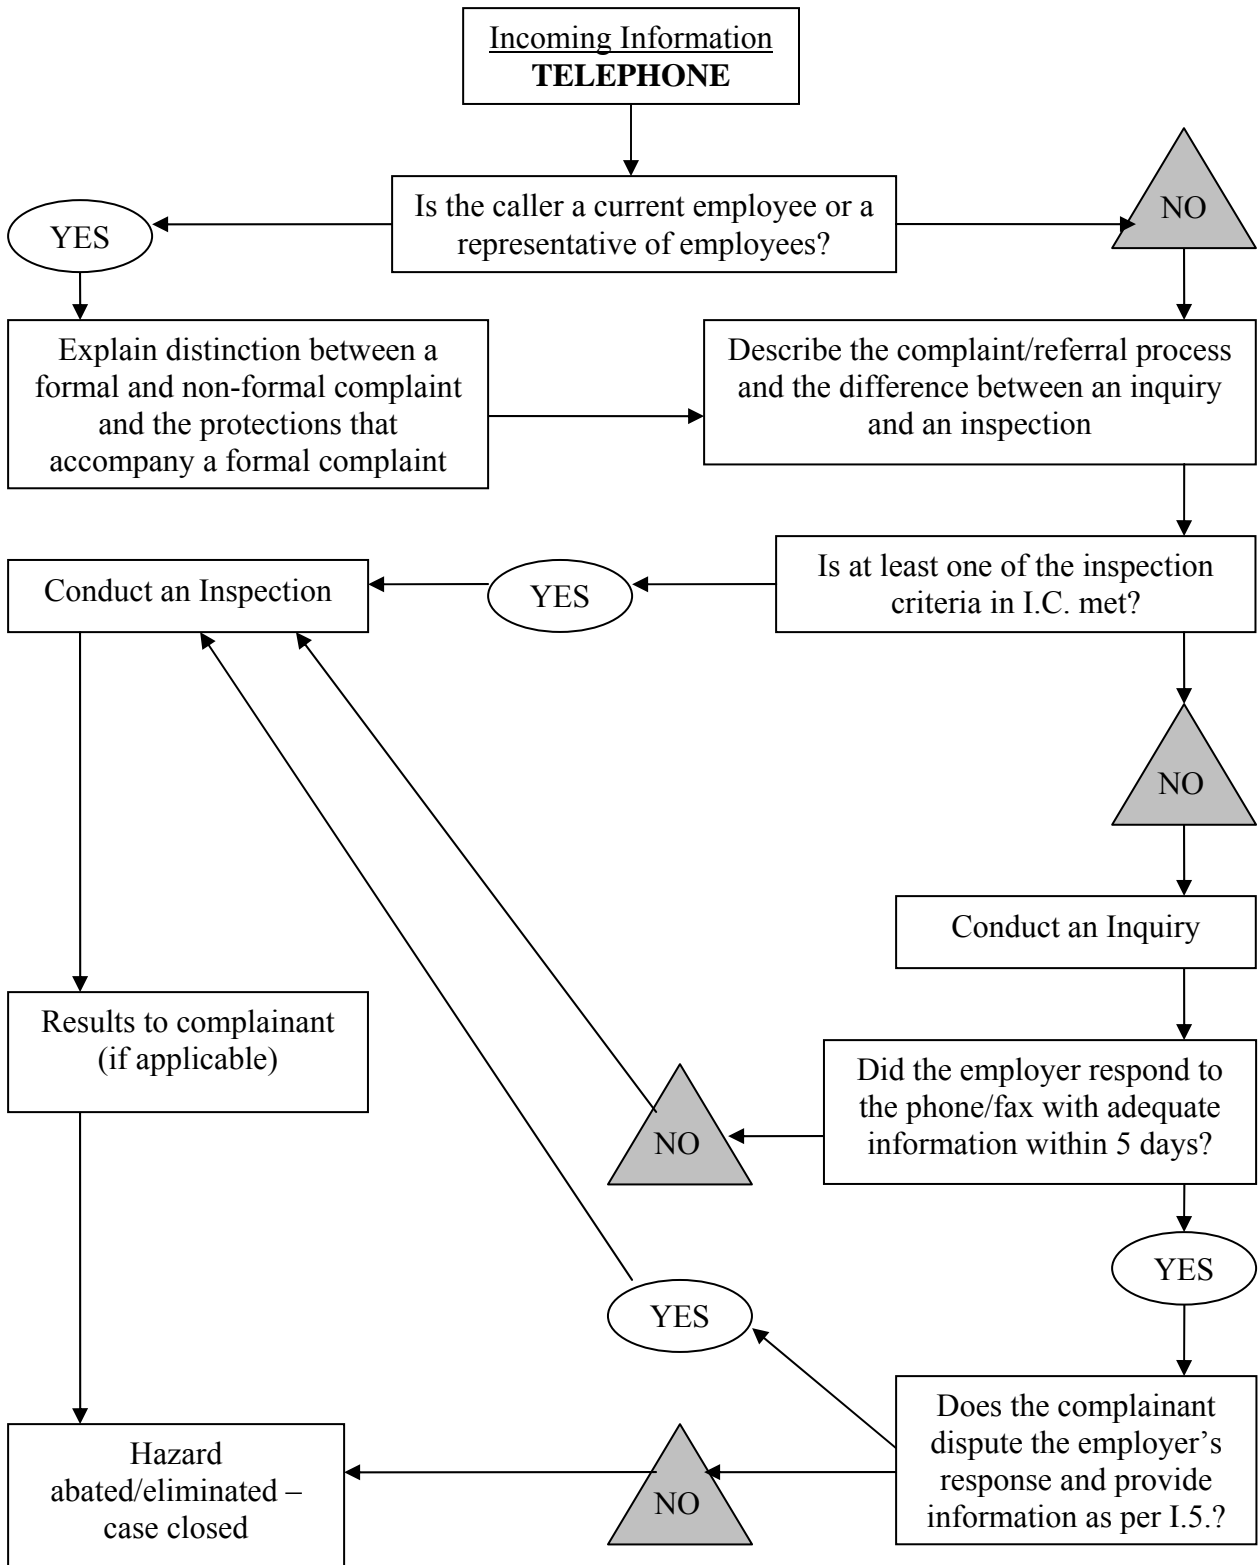 Incoming Information
TELEPHONE
Is the caller a current employee or a
representative of employees?
YES
NO
Explain distinction between a
formal and non-formal complaint
and the protections that
accompany a formal complaint
Describe the complaint/referral process
and the difference between an inquiry
and an inspection
Is at least one of the inspection
criteria in I.C. met?
YES
Conduct an Inspection
NO
Conduct an Inquiry
Results to complainant
(if applicable)
Did the employer respond to
the phone/fax with adequate
information within 5 days?
NO
YES
YES
Does the complainant
dispute the employer’s
response and provide
information as per I.5.?
NO
Hazard
abated/eliminated –
case closed